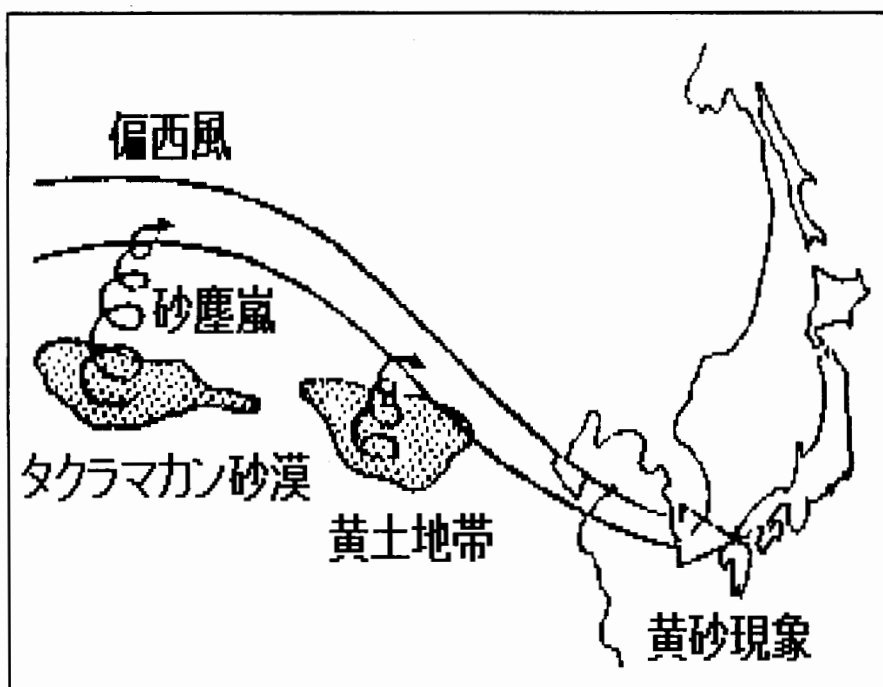 偏西風
砂塵嵐
タクラマカン砂漠
黄土地帯
黄砂現象